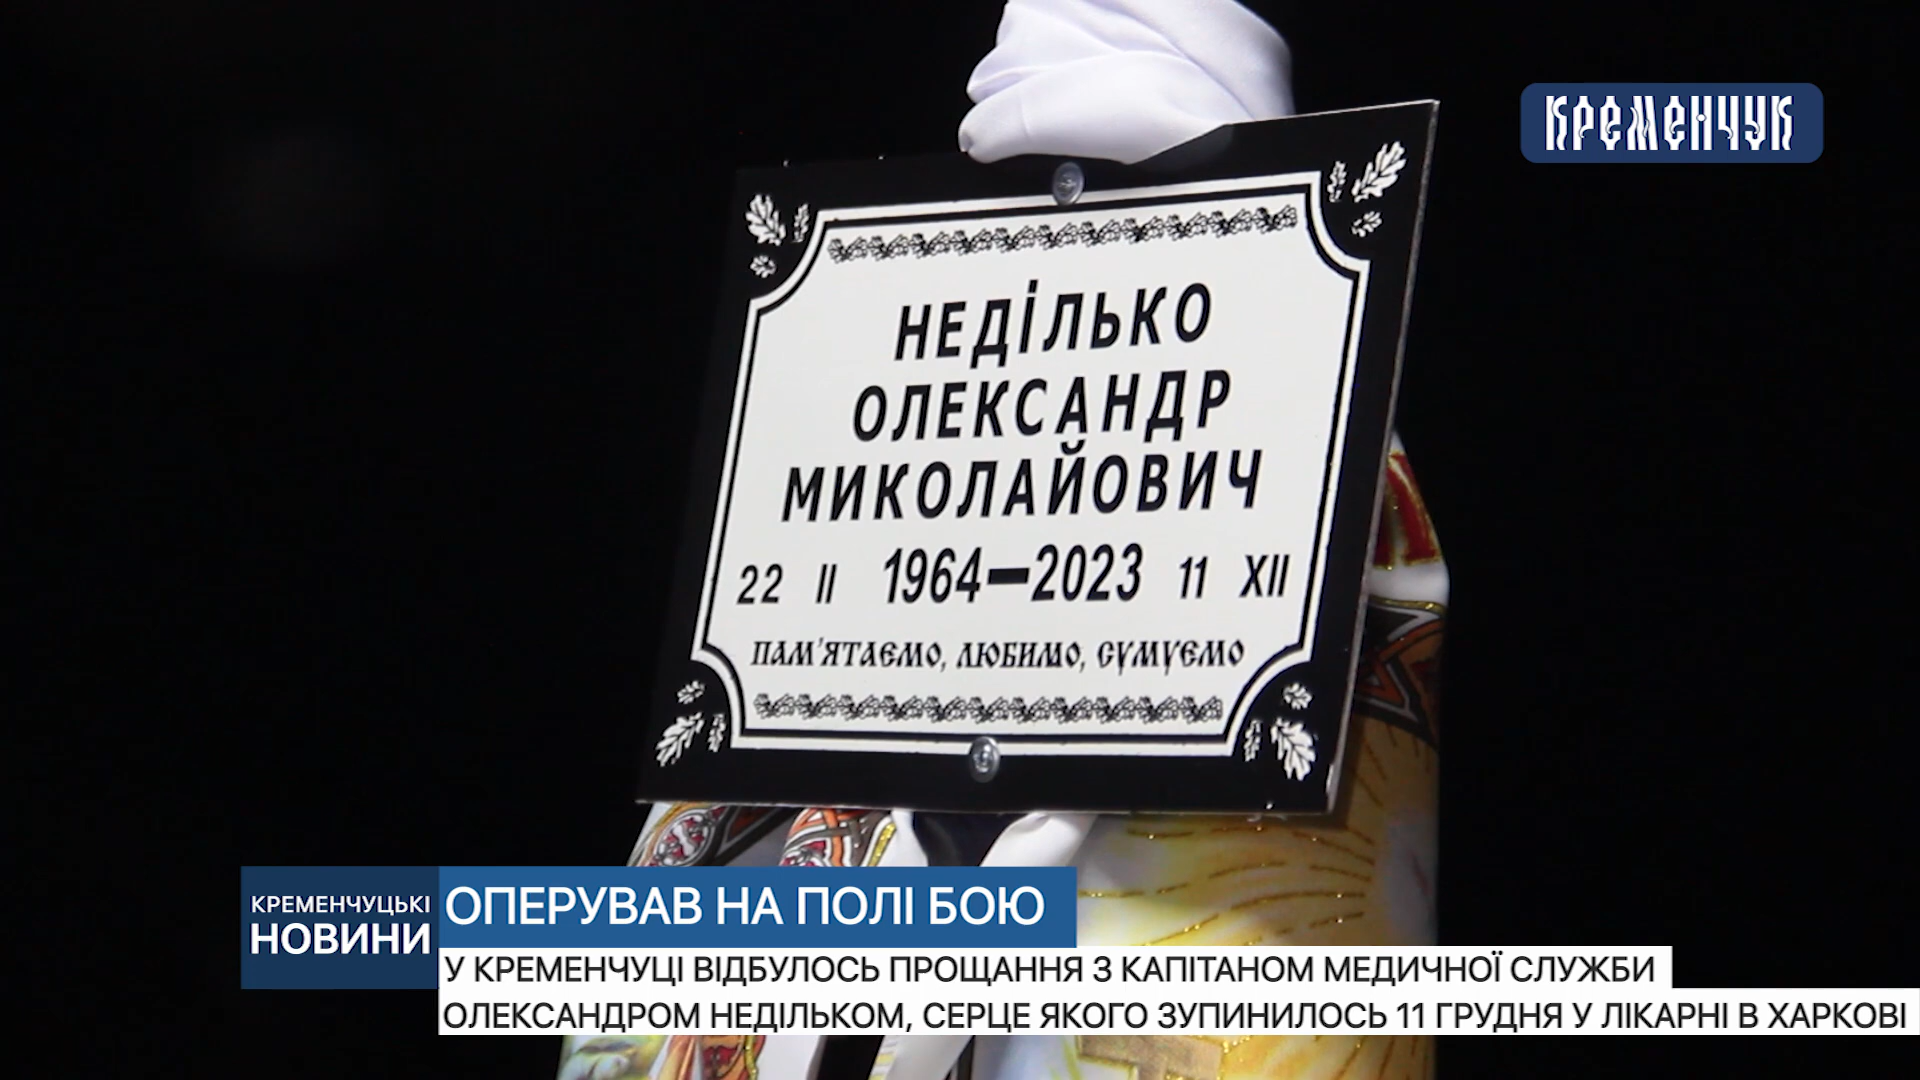 КРЕМЕНЧУК
НЕДІЛЬКО
ОЛЕКСАНДР
МИКОЛАЙОВИЧ
22 II 1964—2023 11 XII
ПАМ'ЯТАЄМО, ЛЮБИМО, СУМУЄМО
КРЕМЕНЧУЦЬКІ
НОВИНИ
ОПЕРУВАВ НА ПОЛІ БОЮ
У КРЕМЕНЧУЦІ ВІДБУЛОСЬ ПРОЩАННЯ З КАПІТАНОМ МЕДИЧНОЇ СЛУЖБИ
ОЛЕКСАНДРОМ НЕДІЛЬКОМ, СЕРЦЕ ЯКОГО ЗУПИНИЛОСЬ 11 ГРУДНЯ У ЛІКАРНІ В ХАРКОВІ